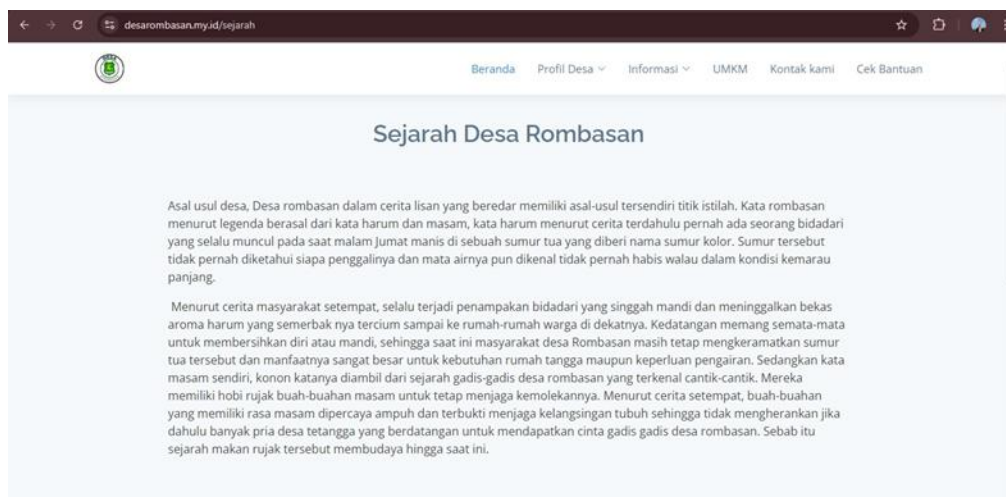 desarombasan.my.id/sejarah
Beranda Profil Desa Informasi UMKM Kontak kami Cek Bantuan
Sejarah Desa Rombasan
Asal usul desa, Desa rombasan dalam cerita lisan yang beredar memiliki asal-usul tersendiri titik istilah. Kata rombasan
menurut legenda berasal dari kata harum dan masam, kata harum menurut cerita terdahulu pernah ada seorang bidadari
yang selalu muncul pada saat malam Jumat manis di sebuah sumur tua yang diberi nama sumur kolor. Sumur tersebut
tidak pernah diketahui siapa penggalinya dan mata airnya pun dikenal tidak pernah habis walau dalam kondisi kemarau
panjang.
Menurut cerita masyarakat setempat, selalu terjadi penampakan bidadari yang singgah mandi dan meninggalkan bekas
aroma harum yang semerbak nya tercium sampai ke rumah-rumah warga di dekatnya. Kedatangan memang semata-mata
untuk membersihkan diri atau mandi, sehingga saat ini masyarakat desa Rombasan masih tetap mengkeramatkan sumur
tua tersebut dan manfaatnya sangat besar untuk kebutuhan rumah tangga maupun keperluan pengairan. Sedangkan kata
masam sendiri, konon katanya diambil dari sejarah gadis-gadis desa rombasan yang terkenal cantik-cantik. Mereka
memiliki hobi rujak buah-buahan masam untuk tetap menjaga kemolekannya. Menurut cerita setempat, buah-buahan
yang memiliki rasa masam dipercaya ampuh dan terbukti menjaga kelangsingan tubuh sehingga tidak mengherankan jika
dahulu banyak pria desa tetangga yang berdatangan untuk mendapatkan cinta gadis gadis desa rombasan. Sebab itu
sejarah makan rujak tersebut membudaya hingga saat ini.